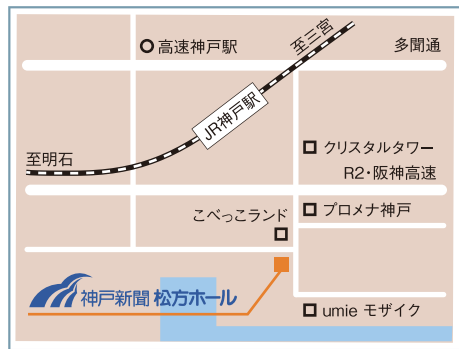 至三宮
高速神戸駅
多聞通
JR神戸駅
至明石
クリスタルタワー
R2・阪神高速
こべっこランド
プロメナ神戸
神戸新聞 松方ホール
umie モザイク